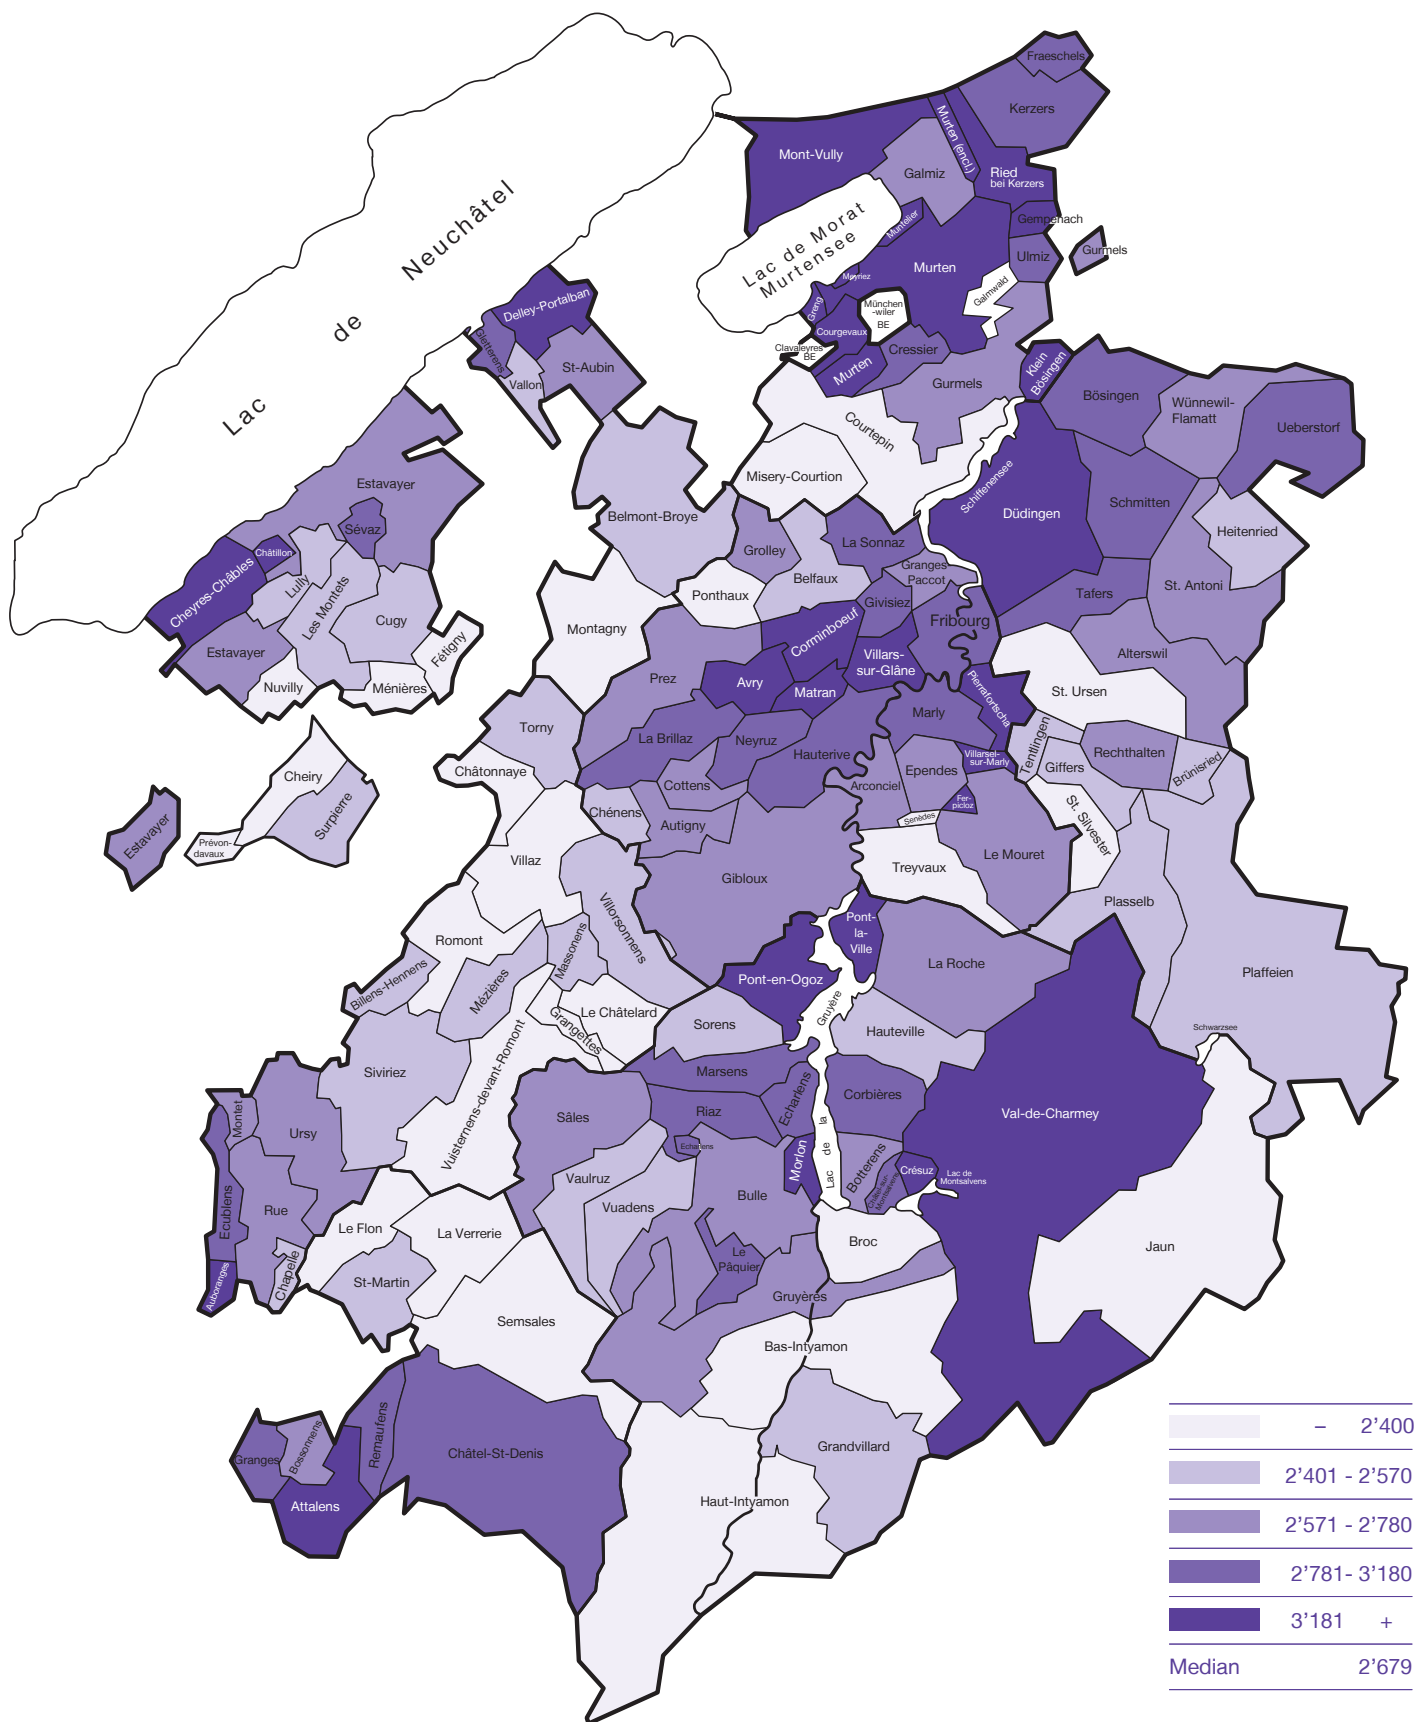 Fraeschels
Kerzers
Mont-Vully
Murten (encl.)
Galmiz
Ried
bei Kerzers
Lac de Neuchâtel
Lac de Morat
Murtensee
Muntelier
Gempenach
Gurmels
Ulmiz
Murten
Meyriez
Galmwald
Greng
München
-wiler
BE
Delley-Portalban
Courgevaux
Clavaleyres
BE
Cressier
Murten
Gletterens
Vallon
St-Aubin
Gurmels
Klein
Bösingen
Bösingen
Wünnewil-
Flamatt
Ueberstorf
Courtepin
Misery-Courtion
Schiffenensee
Düdingen
Schmitten
Heitenried
Estavayer
Sévaz
Belmont-Broye
Grolley
La Sonnaz
Châtillon
Cheyres-Châbles
Lully
Les Montets
Cugy
Fétigny
Estavayer
Nuvilly
Ménières
Ponthaux
Belfaux
Granges-
Paccot
Givisiez
Fribourg
Tafers
St. Antoni
Montagny
Corminboeuf
Villars-
sur-Glâne
Alterswil
Prez
Avry
Matran
Pierrafortscha
St. Ursen
Torny
La Brillaz
Neyruz
Hauterive
Marly
Villarsel-
sur-Marly
Tentlingen
Giffers
Rechthalten
Brünisried
Châtonnaye
Cottens
Arconciel
Ependes
Fer-
picloz
Cheiry
Surpierre
Estavayer
Prévon-
davaux
Chénens
Autigny
Senèdes
St. Silvester
Villaz
Gibloux
Treyvaux
Le Mouret
Plasselb
Villorsonnens
Romont
Massonens
Pont-
la-
Ville
La Roche
Plaffeien
Billens-Hennens
Mézières
Pont-en-Ogoz
Le Châtelard
Grangettes
Sorens
Lac de la Gruyère
Hauteville
Schwarzsee
Siviriez
Vuisternens-devant-Romont
Marsens
Echarlens
Corbières
Val-de-Charmey
Montet
Ursy
Sâles
Riaz
Echarlens
Morlon
Botterens
Châtel-sur-
Montsalvens
Crésuz
Lac de
Montsalvens
Ecublens
Rue
Vaulruz
Vuadens
Bulle
Le Flon
La Verrerie
Broc
Jaun
Auboranges
Chapelle
St-Martin
Le
Pâquier
Gruyères
Semsales
Bas-Intyamon
Granges
Bossonnens
Remaufens
Châtel-St-Denis
Grandvillard
Attalens
Haut-Intyamon
– 2'400
2'401 - 2'570
2'571 - 2'780
2'781- 3'180
3'181 +
Median 2'679